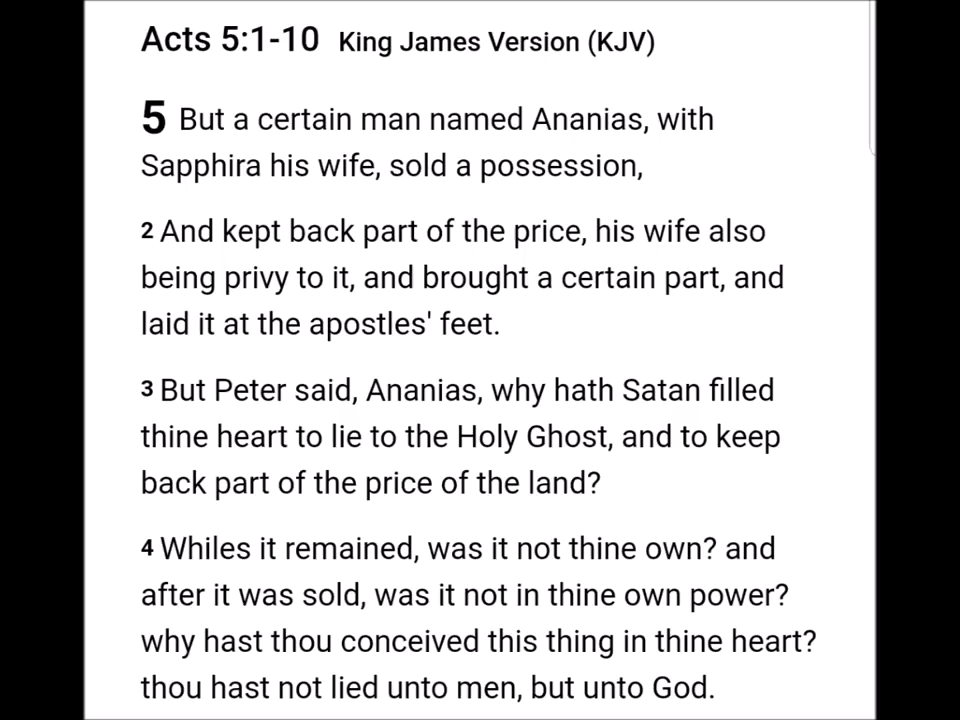 Acts 5:1-10 King James Version (KJV)
5 But a certain man named Ananias, with
Sapphira his wife, sold a possession,
2 And kept back part of the price, his wife also
being privy to it, and brought a certain part, and
laid it at the apostles' feet.
3 But Peter said, Ananias, why hath Satan filled
thine heart to lie to the Holy Ghost, and to keep
back part of the price of the land?
4 Whiles it remained, was it not thine own? and
after it was sold, was it not in thine own power?
why hast thou conceived this thing in thine heart?
thou hast not lied unto men, but unto God.